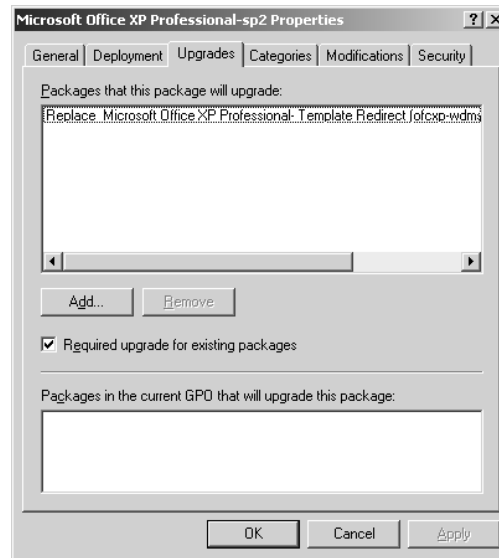 Microsoft Office XP Professional-sp2 Properties
General Deployment Upgrades Categories Modifications Security
Packages that this package will upgrade:
Replace Microsoft Office XP Professional- Template Redirect (ofcxp-wdms
Add... Remove
Required upgrade for existing packages
Packages in the current GPO that will upgrade this package:
OK Cancel Apply